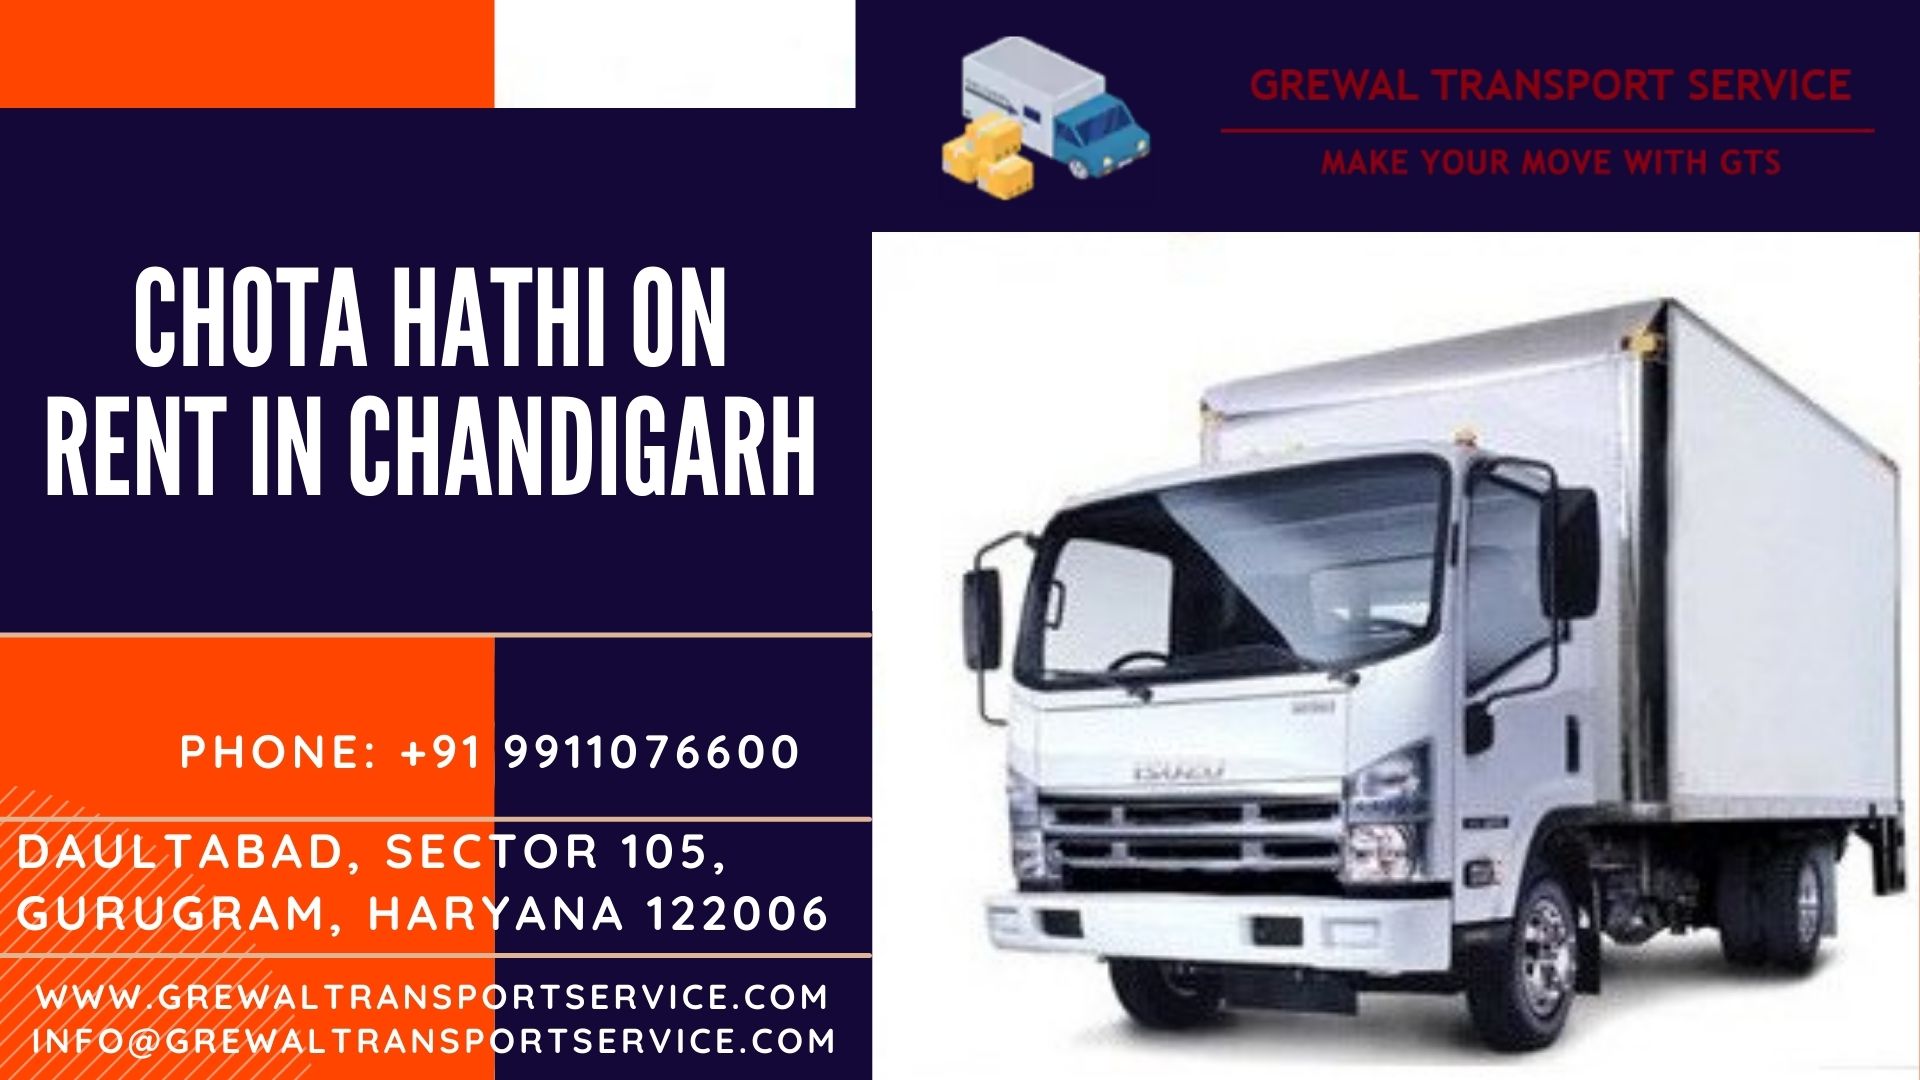 GREWAL TRANSPORT SERVICE
MAKE YOUR MOVE WITH GTS
CHOTA HATHI ON
RENT IN CHANDIGARH
PHONE: +91 9911076600
DAULTABAD, SECTOR 105,
GURUGRAM, HARYANA 122006
WWW.GREWALTRANSPORTSERVICE.COM
INFO@GREWALTRANSPORTSERVICE.COM
ISUZU